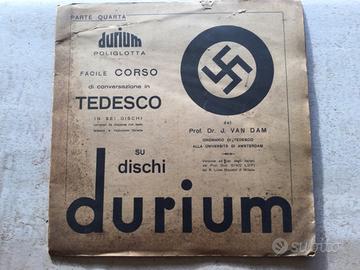 PARTE QUARTA
durium
POLIGLOTTA
FACILE CORSO
di conversazione in
TEDESCO
IN SEI DISCHI
del
Prof. Dr. J. VAN DAM
ORDINARIO DI TEDESCO
ALLA UNIVERSITÀ DI AMSTERDAM
su
dischi
durium
subito